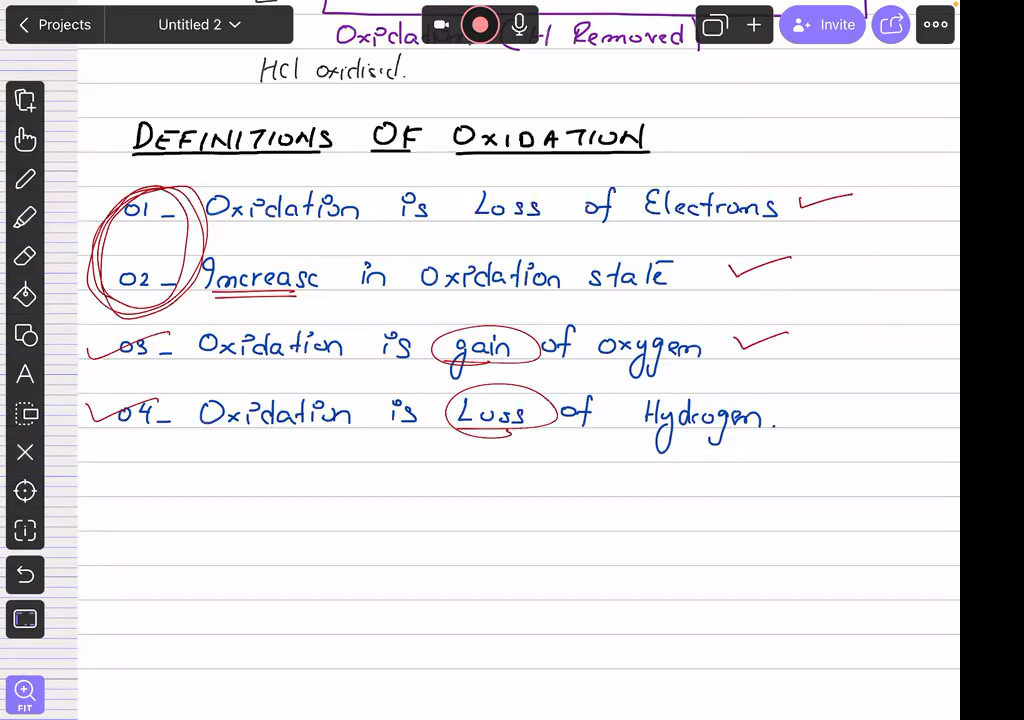 Projects
Untitled 2
Invite
(H Removed)
HCl oxidisid.
DEFINITIONS OF OXIDATION
01 - Oxidation is Loss of Electrons
02 - Increase in Oxidation state
03 - Oxidation is gain of oxygen
04 - Oxidation is Loss of Hydrogen.
FIT